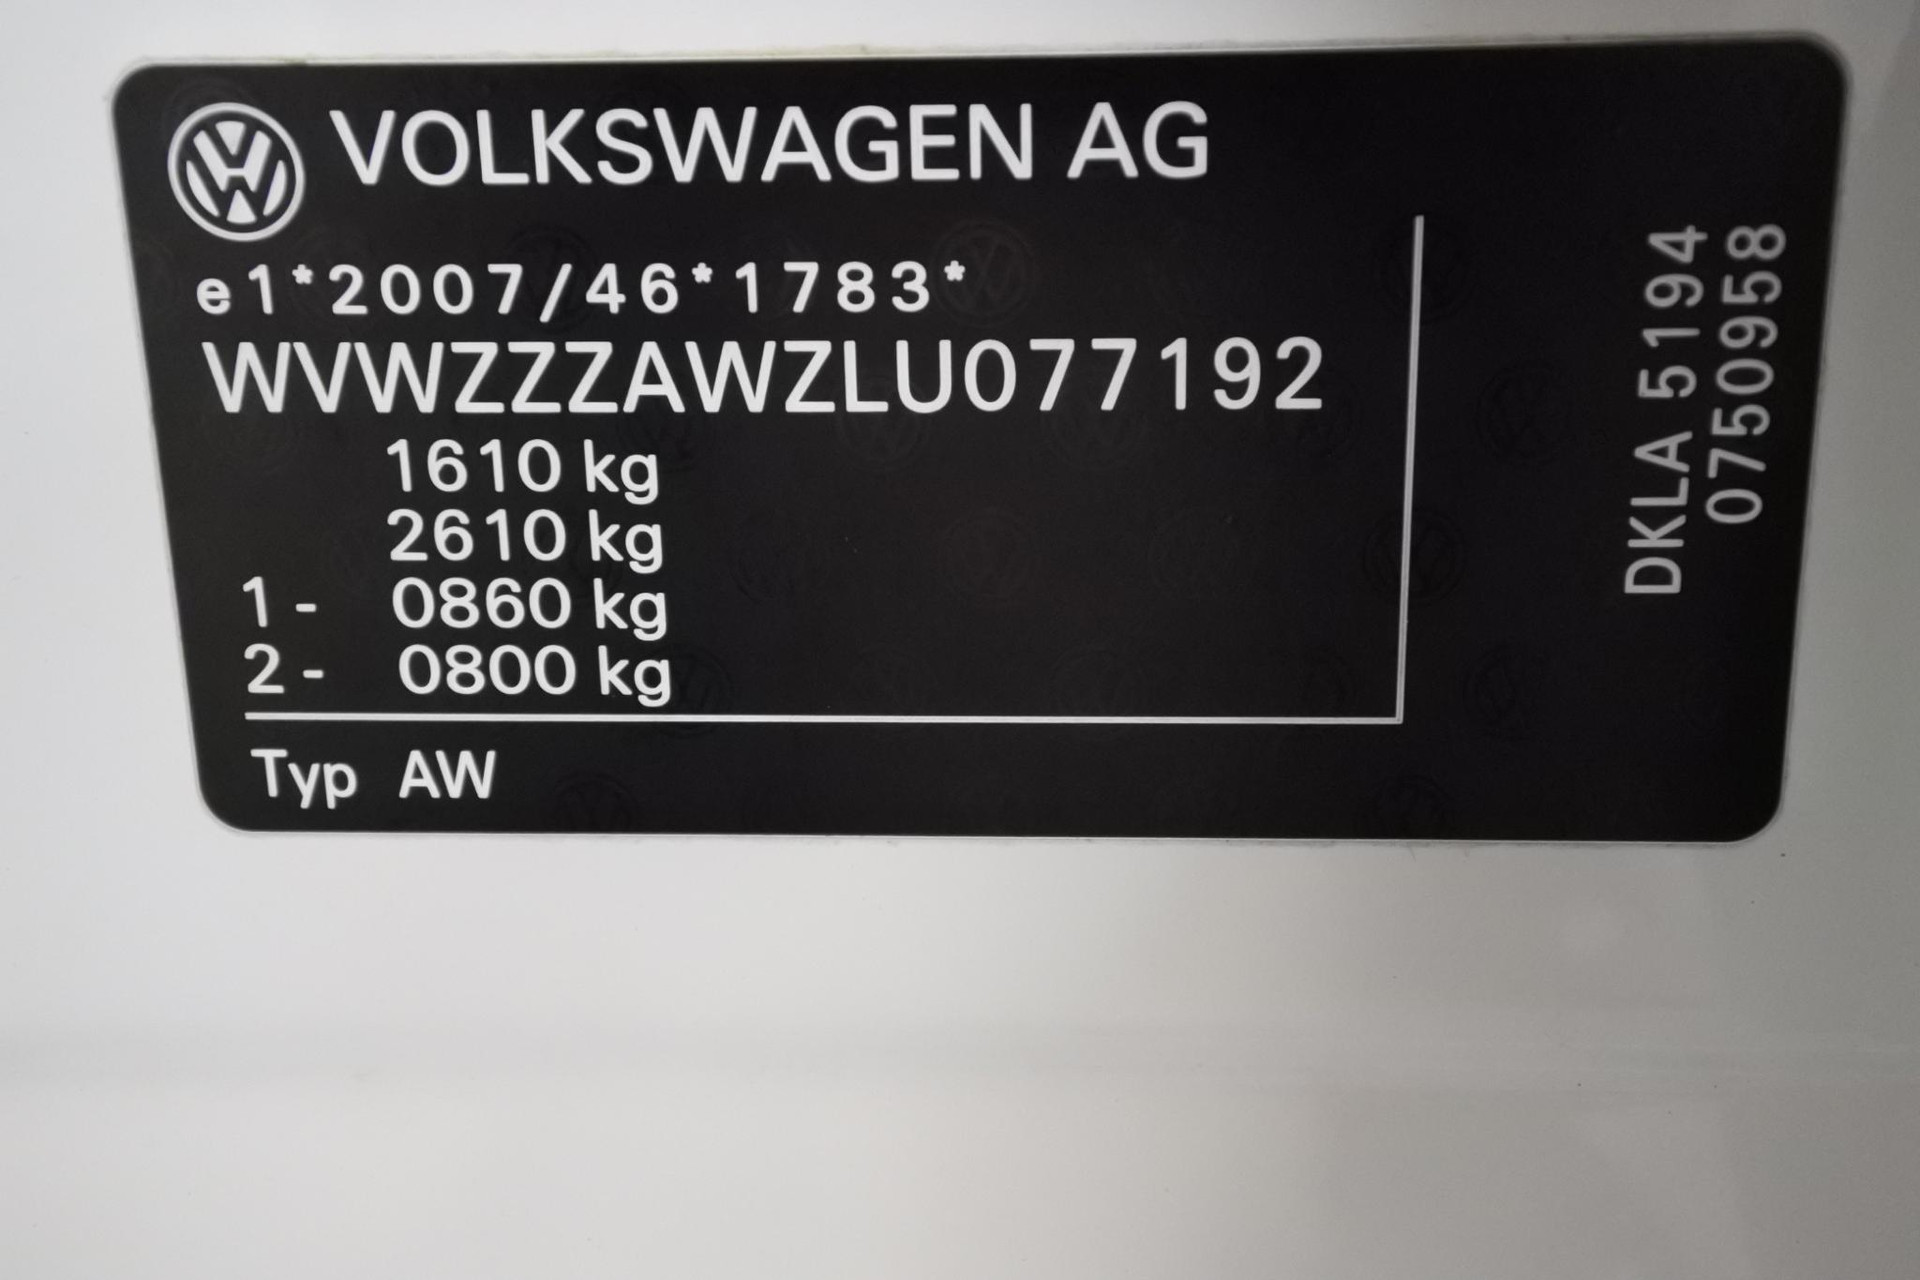 VOLKSWAGEN AG
e1*2007/46*1783*
WVWZZZAWZLU077192
1610 kg
2610 kg
1- 0860 kg
2- 0800 kg
Typ AW
DKLA 5194
0750958